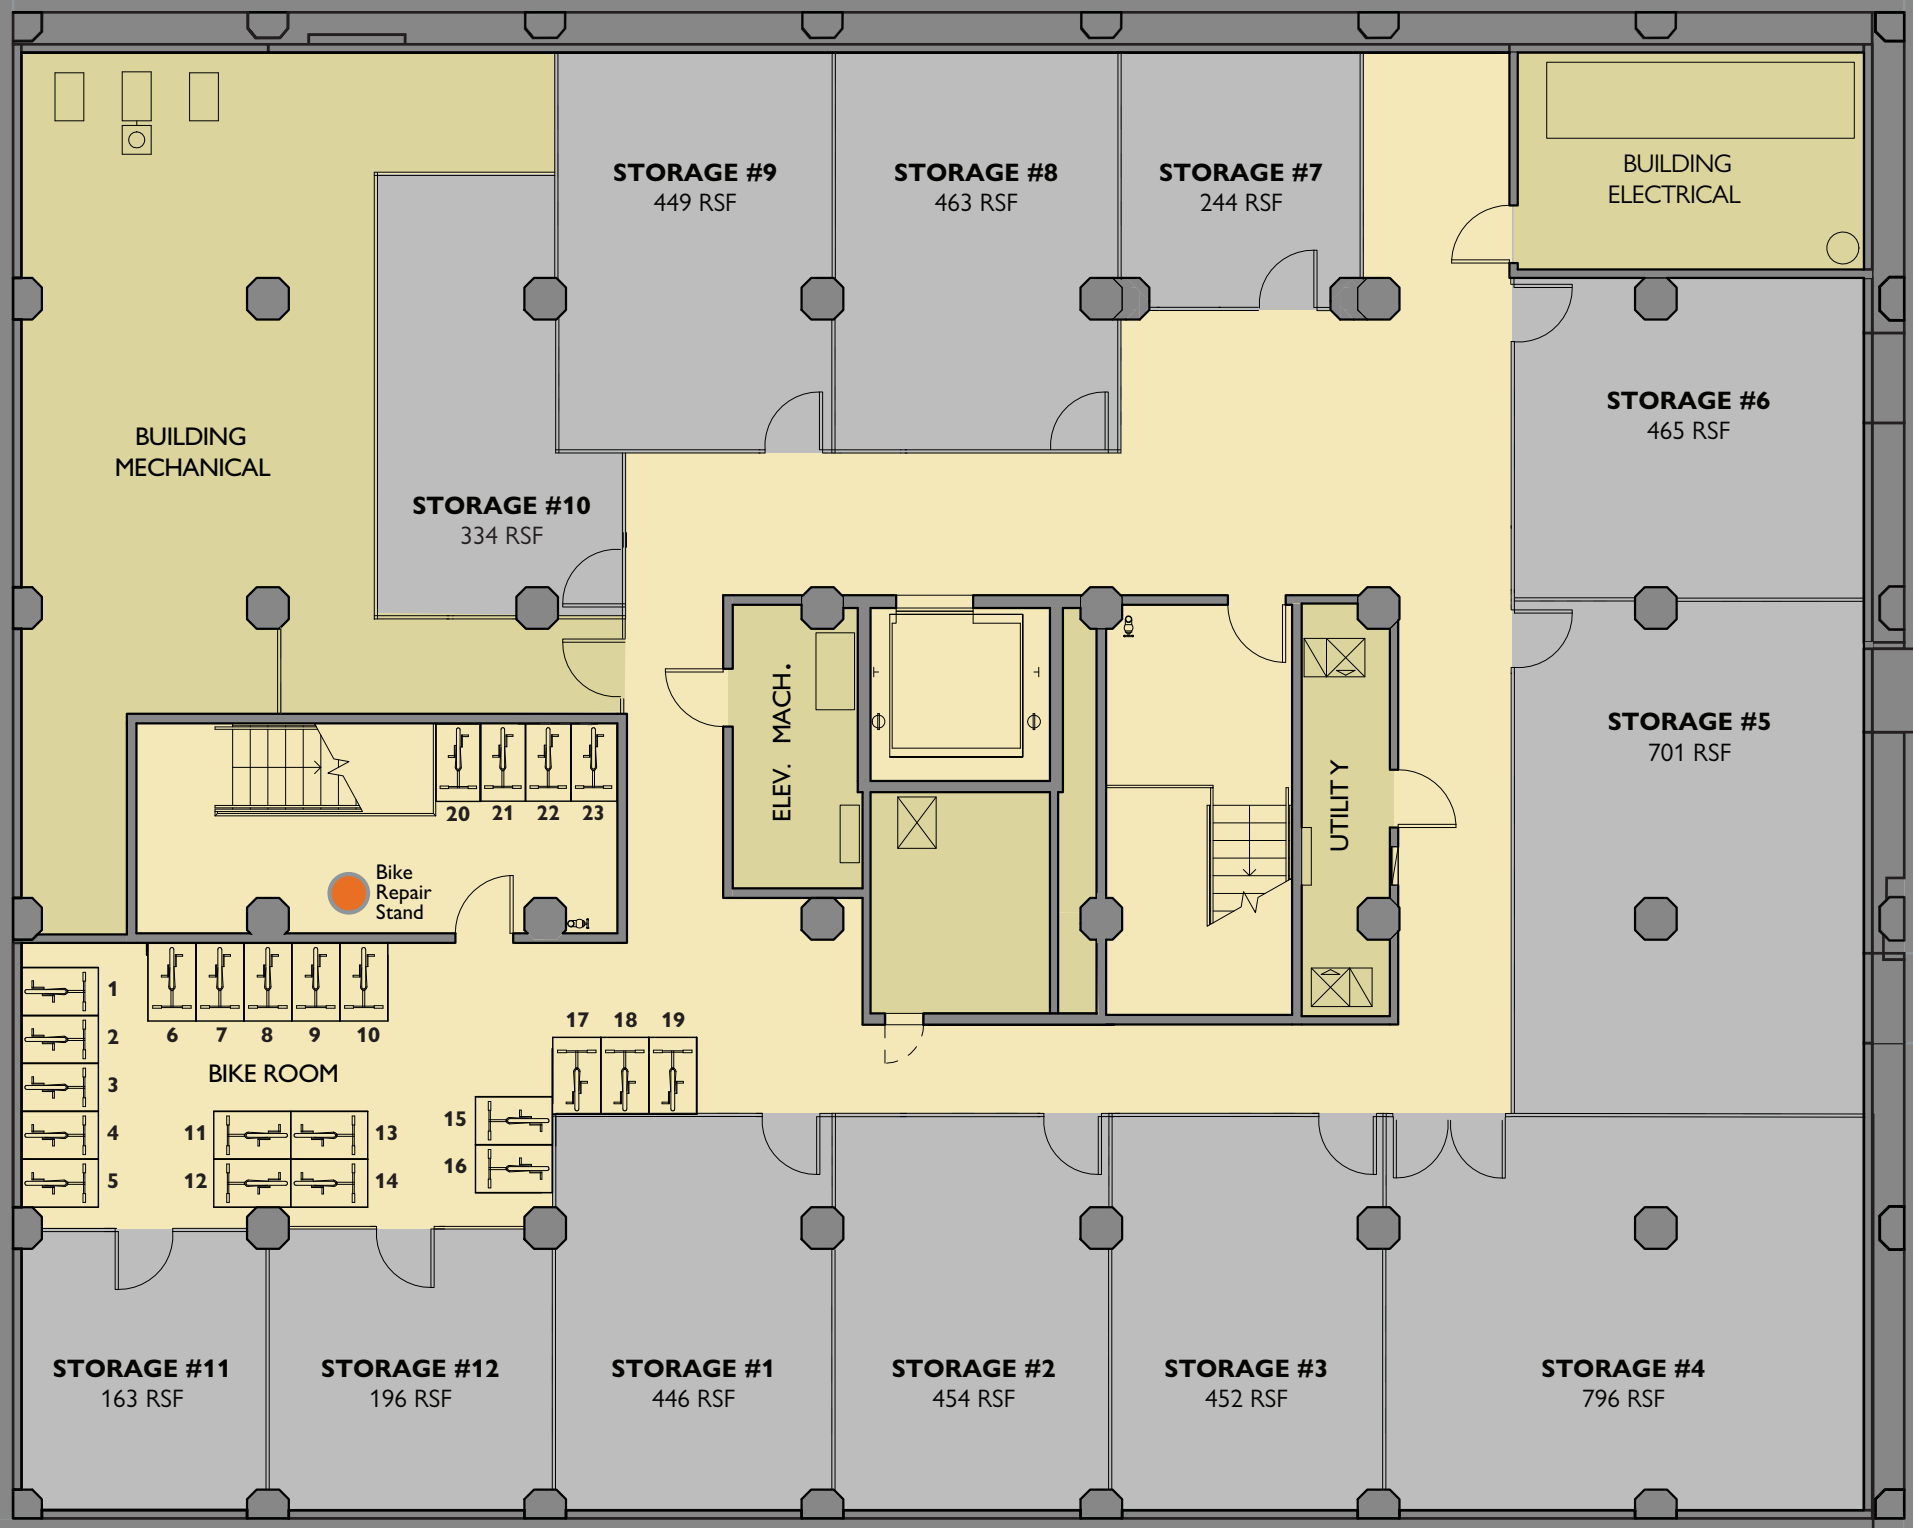 STORAGE #9
449 RSF
STORAGE #8
463 RSF
STORAGE #7
244 RSF
BUILDING
ELECTRICAL
BUILDING
MECHANICAL
STORAGE #10
334 RSF
STORAGE #6
465 RSF
STORAGE #5
701 RSF
ELEV. MACH.
UTILITY
20
21
22
23
Bike
Repair
Stand
1
2
3
4
5
6
7
8
9
10
BIKE ROOM
11
12
13
14
15
16
17
18
19
STORAGE #11
163 RSF
STORAGE #12
196 RSF
STORAGE #1
446 RSF
STORAGE #2
454 RSF
STORAGE #3
452 RSF
STORAGE #4
796 RSF